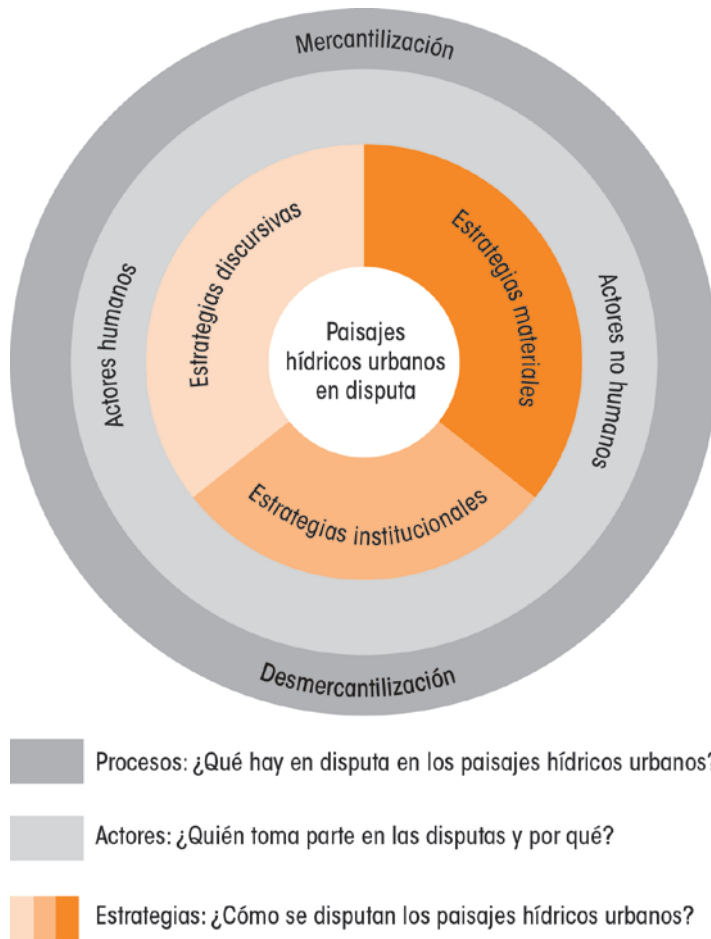 Mercantilización
Actores humanos
Estrategias discursivas
Estrategias materiales
Actores no humanos
Paisajes
hídricos urbanos
en disputa
Estrategias institucionales
Desmercantilización
Procesos: ¿Qué hay en disputa en los paisajes hídricos urbanos?
Actores: ¿Quién toma parte en las disputas y por qué?
Estrategias: ¿Cómo se disputan los paisajes hídricos urbanos?